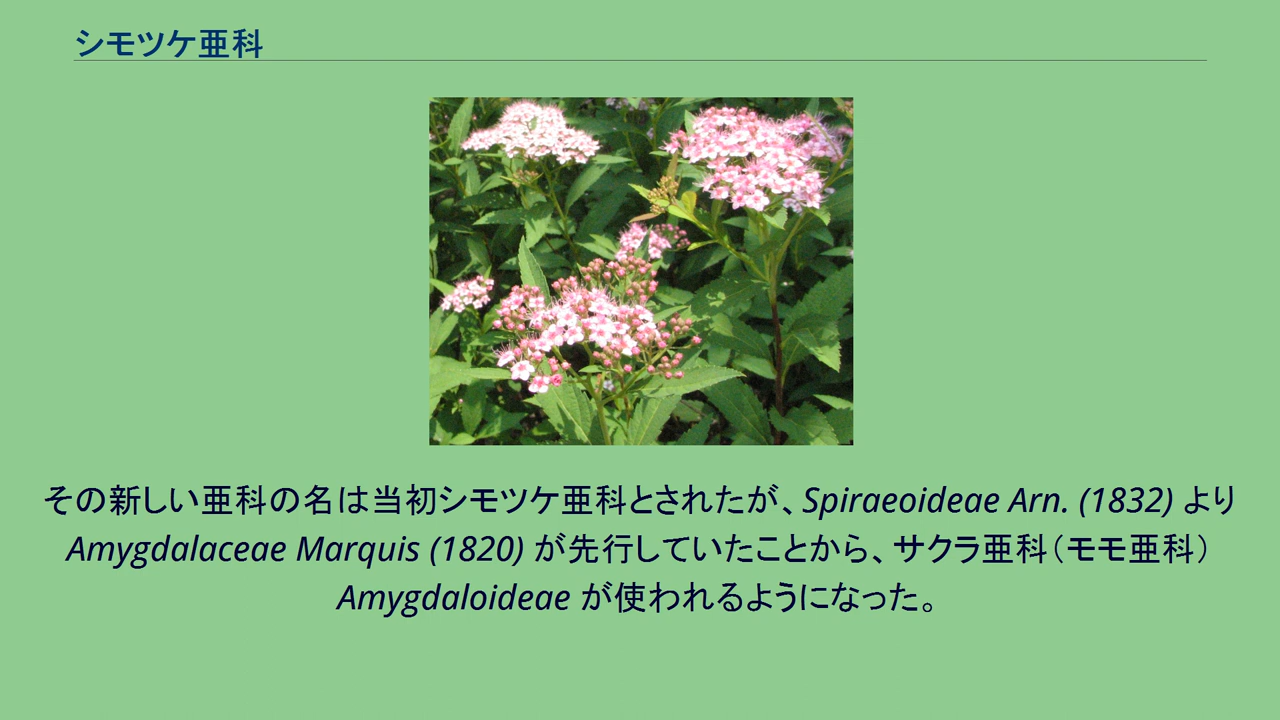 シモツケ亜科
その新しい亜科の名は当初シモツケ亜科とされたが、Spiraeoideae Arn. (1832) より
Amygdalaceae Marquis (1820) が先行していたことから、サクラ亜科（モモ亜科）
Amygdaloideae が使われるようになった。